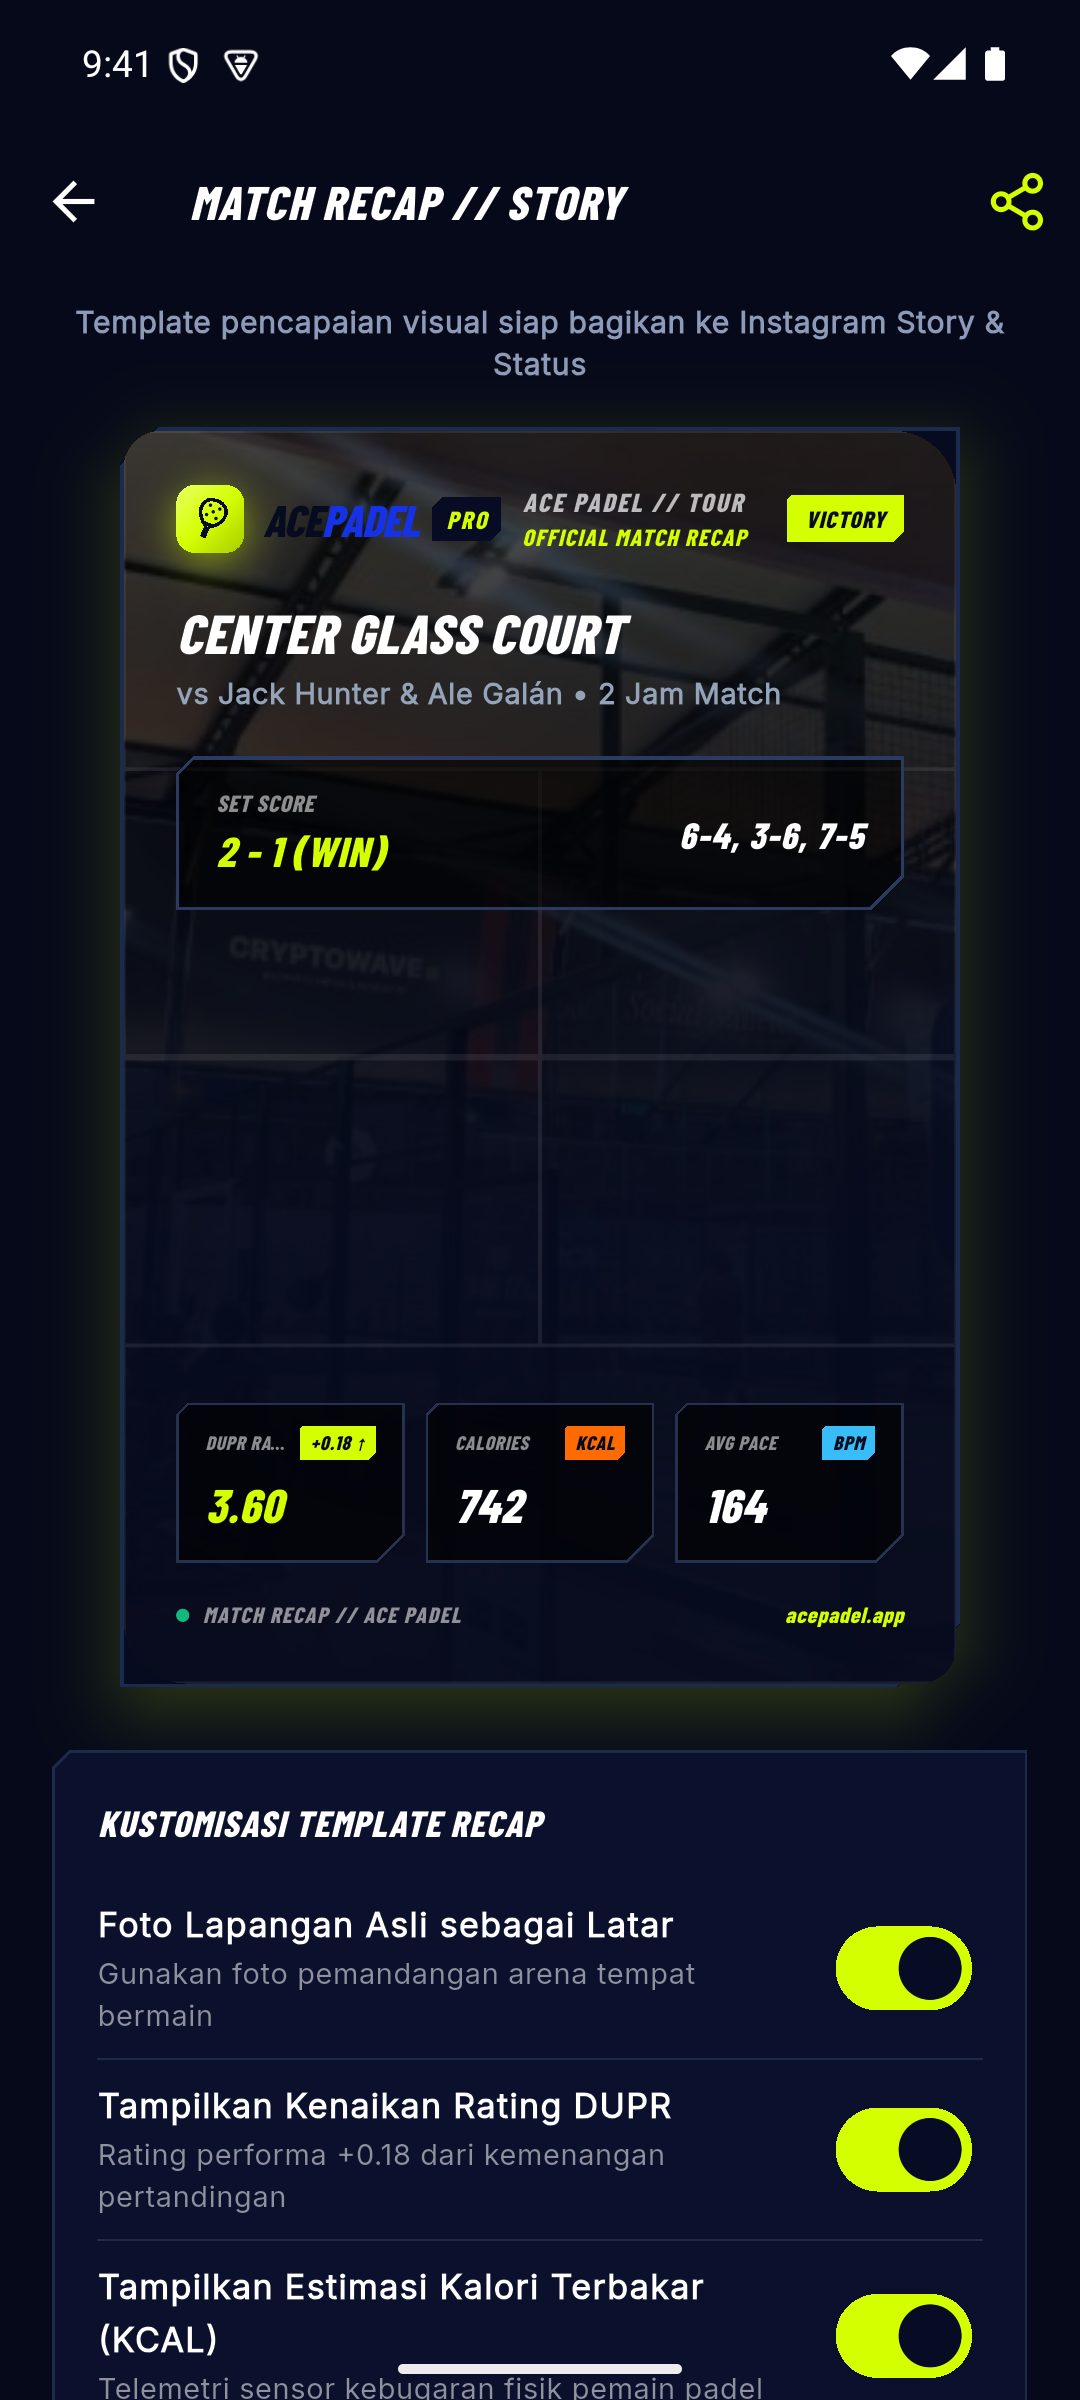 9:41
MATCH RECAP // STORY
Template pencapaian visual siap bagikan ke Instagram Story &
Status
ACEPADEL PRO
ACE PADEL // TOUR
OFFICIAL MATCH RECAP
VICTORY
CENTER GLASS COURT
vs Jack Hunter & Ale Galán • 2 Jam Match
SET SCORE
2 - 1 (WIN)
6-4, 3-6, 7-5
CRYPTOWAVE
Social
DUPR RA... +0.18 ↑
3.60
CALORIES KCAL
742
AVG PACE BPM
164
MATCH RECAP // ACE PADEL
acepadel.app
KUSTOMISASI TEMPLATE RECAP
Foto Lapangan Asli sebagai Latar
Gunakan foto pemandangan arena tempat
bermain
Tampilkan Kenaikan Rating DUPR
Rating performa +0.18 dari kemenangan
pertandingan
Tampilkan Estimasi Kalori Terbakar
(KCAL)
Telemetri sensor kebugaran fisik pemain padel